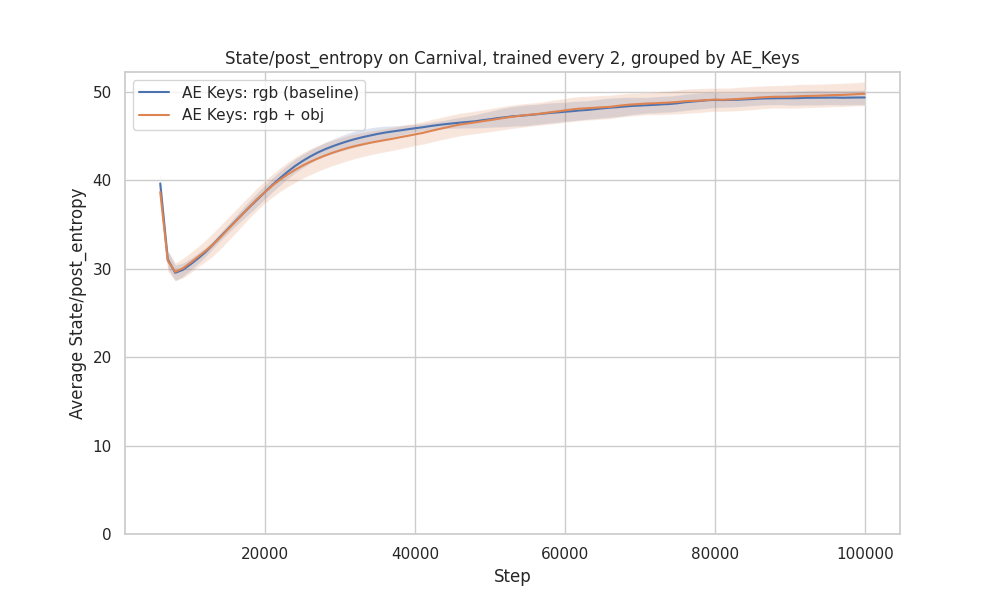 State/post_entropy on Carnival, trained every 2, grouped by AE_Keys
AE Keys: rgb (baseline)
AE Keys: rgb + obj
Average State/post_entropy
50
40
30
20
10
0
20000
40000
60000
80000
100000
Step